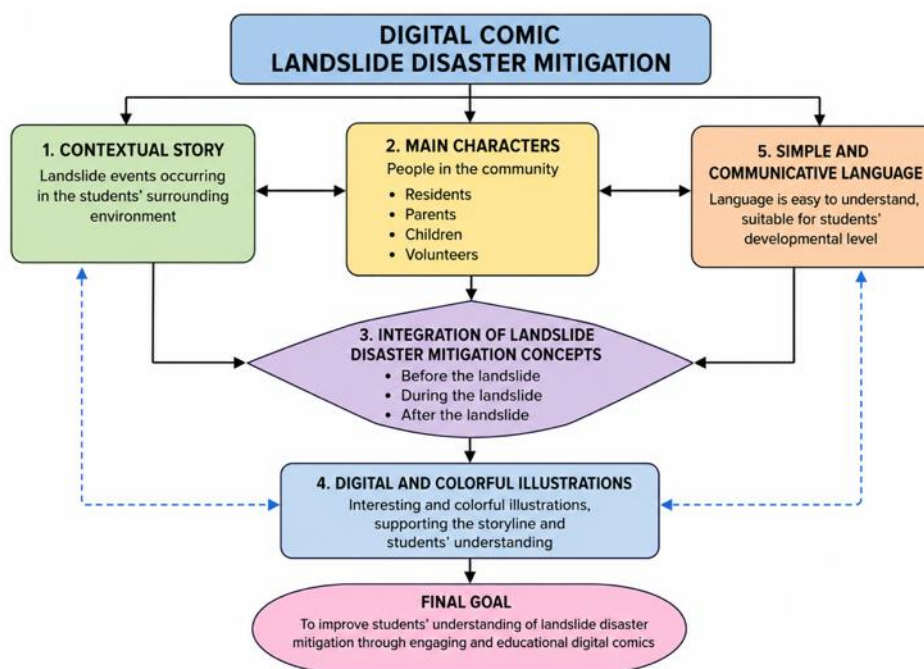 DIGITAL COMIC
LANDSLIDE DISASTER MITIGATION
1. CONTEXTUAL STORY
Landslide events occurring
in the students' surrounding
environment
2. MAIN CHARACTERS
People in the community
• Residents
• Parents
• Children
• Volunteers
5. SIMPLE AND
COMMUNICATIVE LANGUAGE
Language is easy to understand,
suitable for students'
developmental level
3. INTEGRATION OF LANDSLIDE
DISASTER MITIGATION CONCEPTS
• Before the landslide
• During the landslide
• After the landslide
4. DIGITAL AND COLORFUL ILLUSTRATIONS
Interesting and colorful illustrations,
supporting the storyline and
students' understanding
FINAL GOAL
To improve students' understanding of landslide disaster
mitigation through engaging and educational digital comics